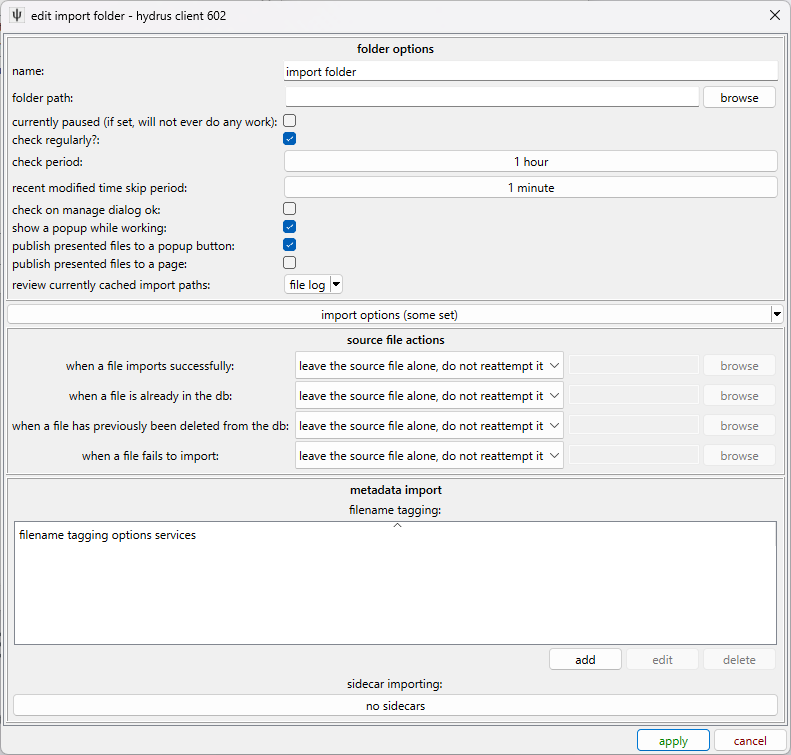 edit import folder - hydrus client 602
folder options
name: import folder
folder path: browse
currently paused (if set, will not ever do any work):
check regularly?:
check period: 1 hour
recent modified time skip period: 1 minute
check on manage dialog ok:
show a popup while working:
publish presented files to a popup button:
publish presented files to a page:
review currently cached import paths: file log
import options (some set)
source file actions
when a file imports successfully: leave the source file alone, do not reattempt it browse
when a file is already in the db: leave the source file alone, do not reattempt it browse
when a file has previously been deleted from the db: leave the source file alone, do not reattempt it browse
when a file fails to import: leave the source file alone, do not reattempt it browse
metadata import
filename tagging:
filename tagging options services
add edit delete
sidecar importing:
no sidecars
apply cancel